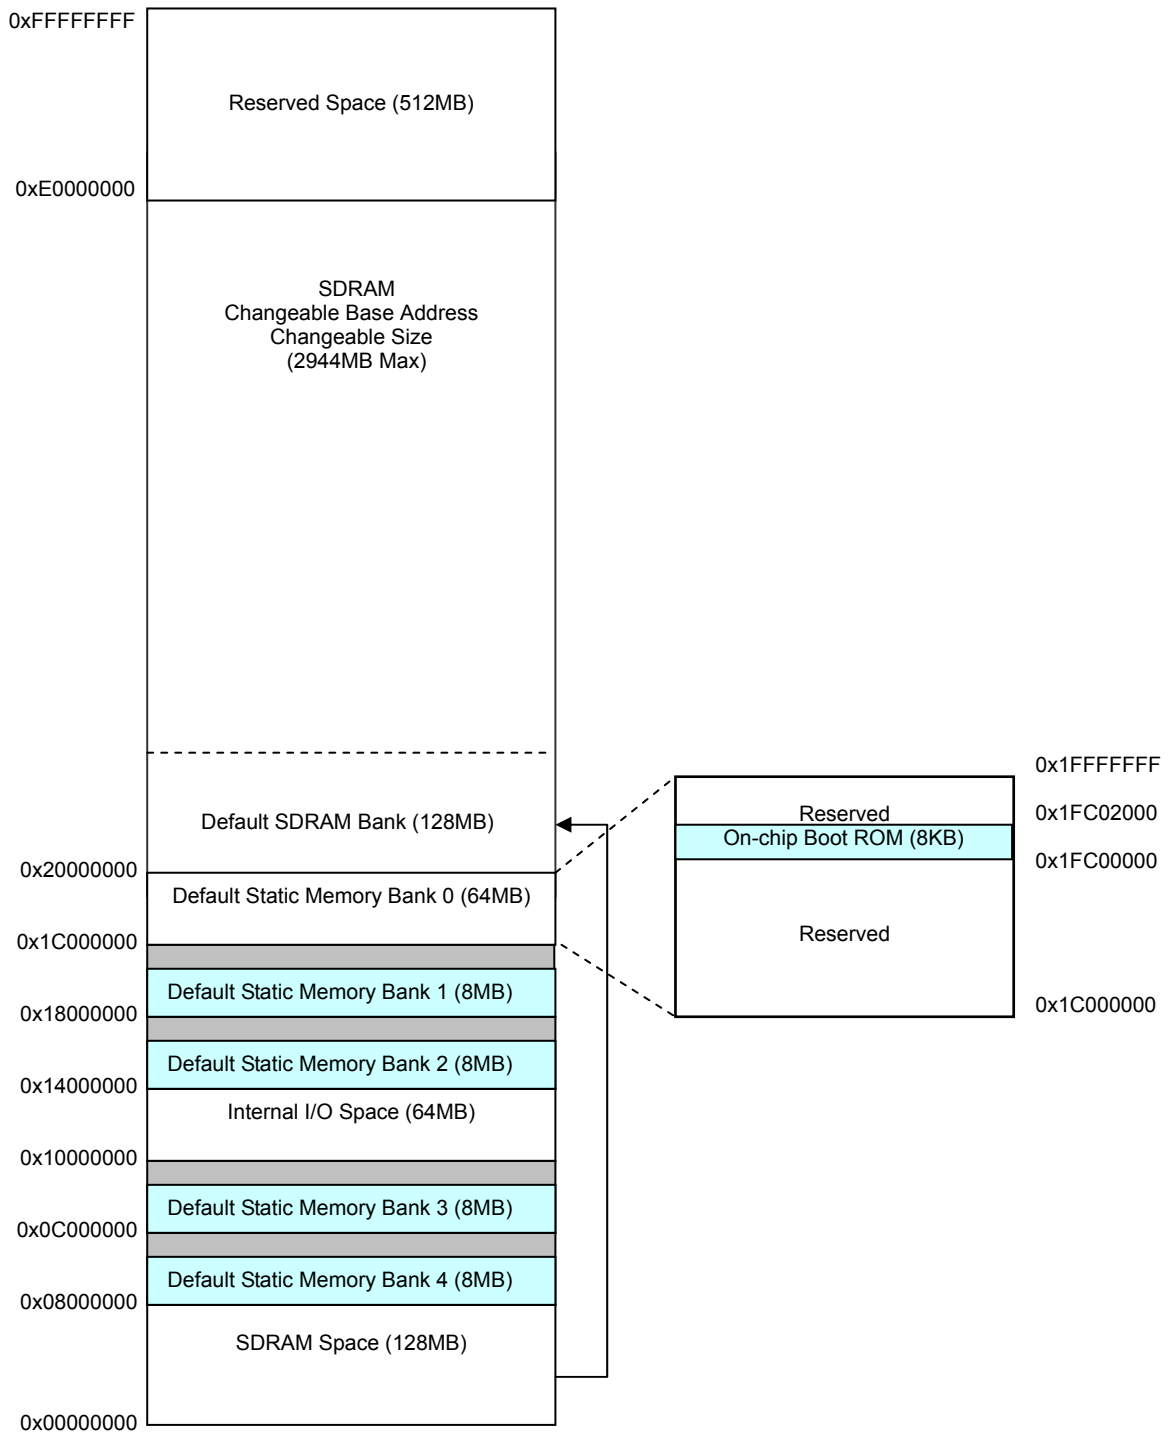 0xFFFFFFFF
Reserved Space (512MB)
0xE0000000
SDRAM
Changeable Base Address
Changeable Size
(2944MB Max)
Default SDRAM Bank (128MB)
0x20000000
Default Static Memory Bank 0 (64MB)
0x1C000000
Default Static Memory Bank 1 (8MB)
0x18000000
Default Static Memory Bank 2 (8MB)
0x14000000
Internal I/O Space (64MB)
0x10000000
Default Static Memory Bank 3 (8MB)
0x0C000000
Default Static Memory Bank 4 (8MB)
0x08000000
SDRAM Space (128MB)
0x00000000
0x1FFFFFFF
Reserved
0x1FC02000
On-chip Boot ROM (8KB)
0x1FC00000
Reserved
0x1C000000